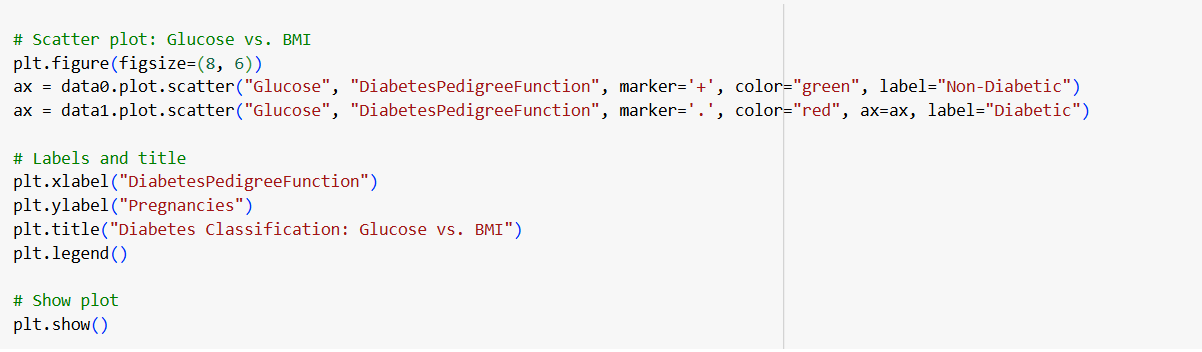 # Scatter plot: Glucose vs. BMI
plt.figure(figsize=(8, 6))
ax = data0.plot.scatter("Glucose", "DiabetesPedigreeFunction", marker='+', color="green", label="Non-Diabetic")
ax = data1.plot.scatter("Glucose", "DiabetesPedigreeFunction", marker='.', color="red", ax=ax, label="Diabetic")
# Labels and title
plt.xlabel("DiabetesPedigreeFunction")
plt.ylabel("Pregnancies")
plt.title("Diabetes Classification: Glucose vs. BMI")
plt.legend()
# Show plot
plt.show()